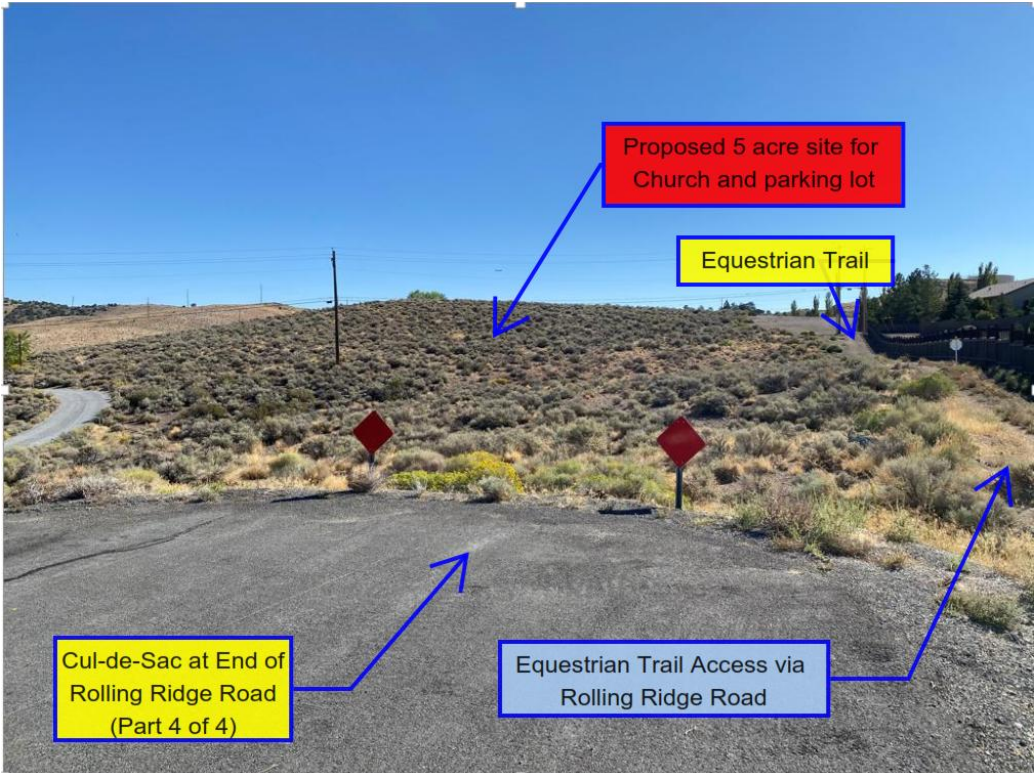 Proposed 5 acre site for
Church and parking lot
Equestrian Trail
Cul-de-Sac at End of
Rolling Ridge Road
(Part 4 of 4)
Equestrian Trail Access via
Rolling Ridge Road